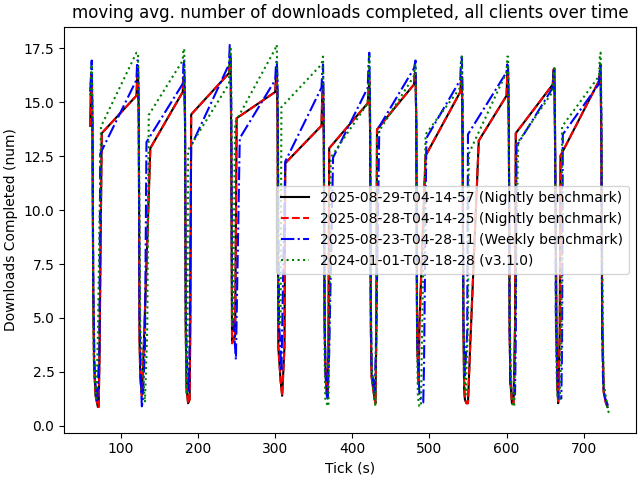 moving avg. number of downloads completed, all clients over time
Downloads Completed (num)
17.5
15.0
12.5
10.0
7.5
5.0
2.5
0.0
2025-08-29-T04-14-57 (Nightly benchmark)
2025-08-28-T04-14-25 (Nightly benchmark)
2025-08-23-T04-28-11 (Weekly benchmark)
2024-01-01-T02-18-28 (v3.1.0)
100 200 300 400 500 600 700
Tick (s)